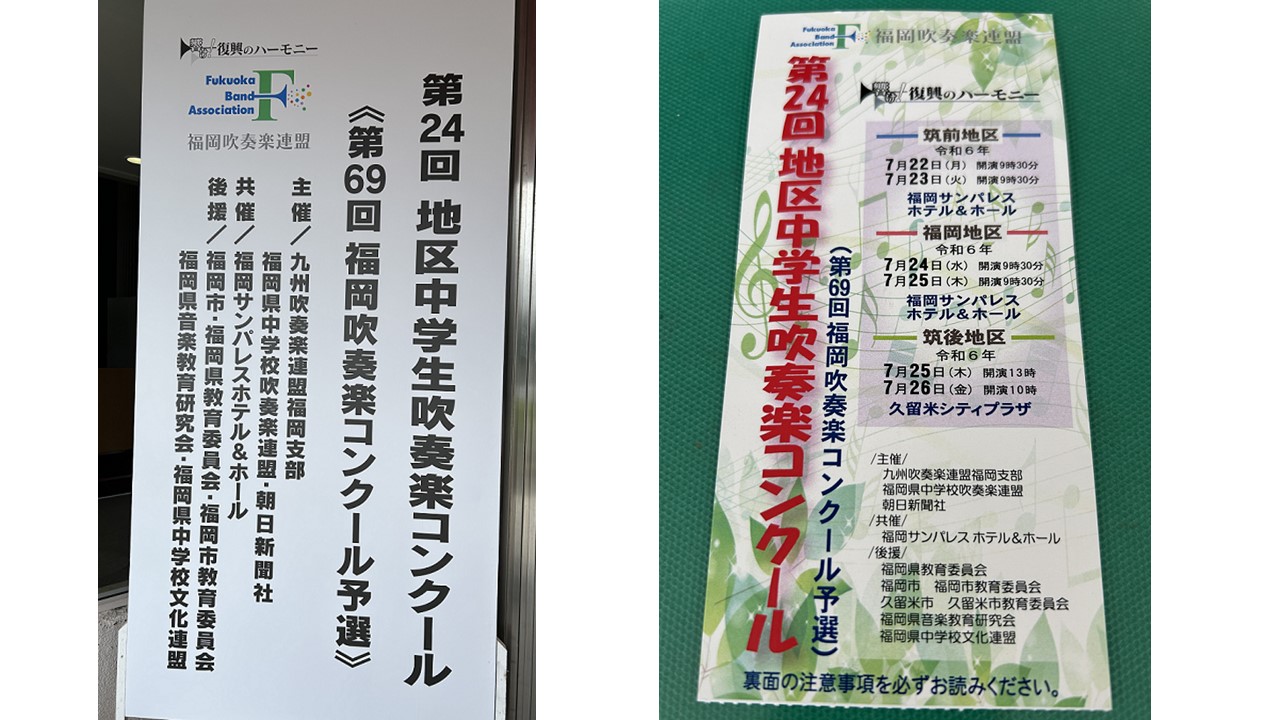 復興のハーモニー
Fukuoka
Band
Association
F
福岡吹奏楽連盟
第24回 地区中学生吹奏楽コンクール
《第69回 福岡吹奏楽コンクール予選》
主催／九州吹奏楽連盟福岡支部
福岡県中学校吹奏楽連盟・朝日新聞社
共催／福岡サンパレスホテル&ホール
後援／福岡市・福岡県教育委員会・福岡市教育委員会
福岡県音楽教育研究会・福岡県中学校文化連盟
Fukuoka
Band
Association
F
福岡吹奏楽連盟
第24回 地区中学生吹奏楽コンクール
(第69回 福岡吹奏楽コンクール予選)
復興のハーモニー
筑前地区
令和6年
7月22日(月) 開演9時30分
7月23日(火) 開演9時30分
福岡サンパレス
ホテル&ホール
福岡地区
令和6年
7月24日(水) 開演9時30分
7月25日(木) 開演9時30分
福岡サンパレス
ホテル&ホール
筑後地区
令和6年
7月25日(木) 開演13時
7月26日(金) 開演10時
久留米シティプラザ
/主催/
九州吹奏楽連盟福岡支部
福岡県中学校吹奏楽連盟
朝日新聞社
/共催/
福岡サンパレス ホテル&ホール
/後援/
福岡県教育委員会
福岡市 福岡市教育委員会
久留米市 久留米市教育委員会
福岡県音楽教育研究会
福岡県中学校文化連盟
裏面の注意事項を必ずお読みください。